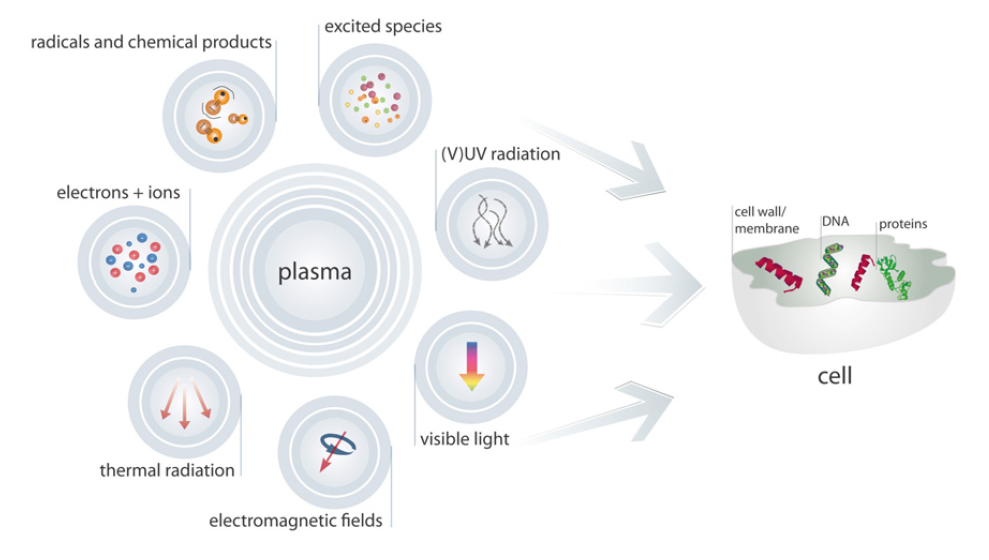 excited species
radicals and chemical products
(V)UV radiation
electrons + ions
plasma
cell wall/
membrane
DNA
proteins
cell
visible light
thermal radiation
electromagnetic fields